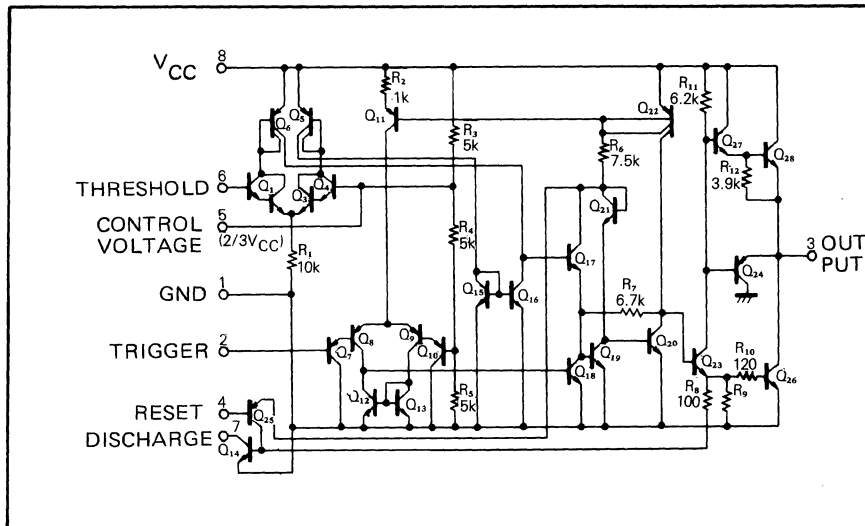 VCC 8
R11
6.2k
R2
1k
Q5
Q6
Q11
Q22
R3
5k
Q27
Q28
R6
7.5k
R12
3.9k
THRESHOLD 6
Q1
Q3
Q4
CONTROL 5
VOLTAGE (2/3VCC)
Q21
R4
5k
3 OUT
PUT
R1
10k
Q17
Q24
GND 1
Q15
Q16
R7
6.7k
TRIGGER 2
Q7
Q8
Q9
Q10
Q18
Q19
Q20
Q23
R10
120
Q26
RESET 4
Q25
Q12
Q13
R5
5k
R8
100
R9
DISCHARGE 7
Q14